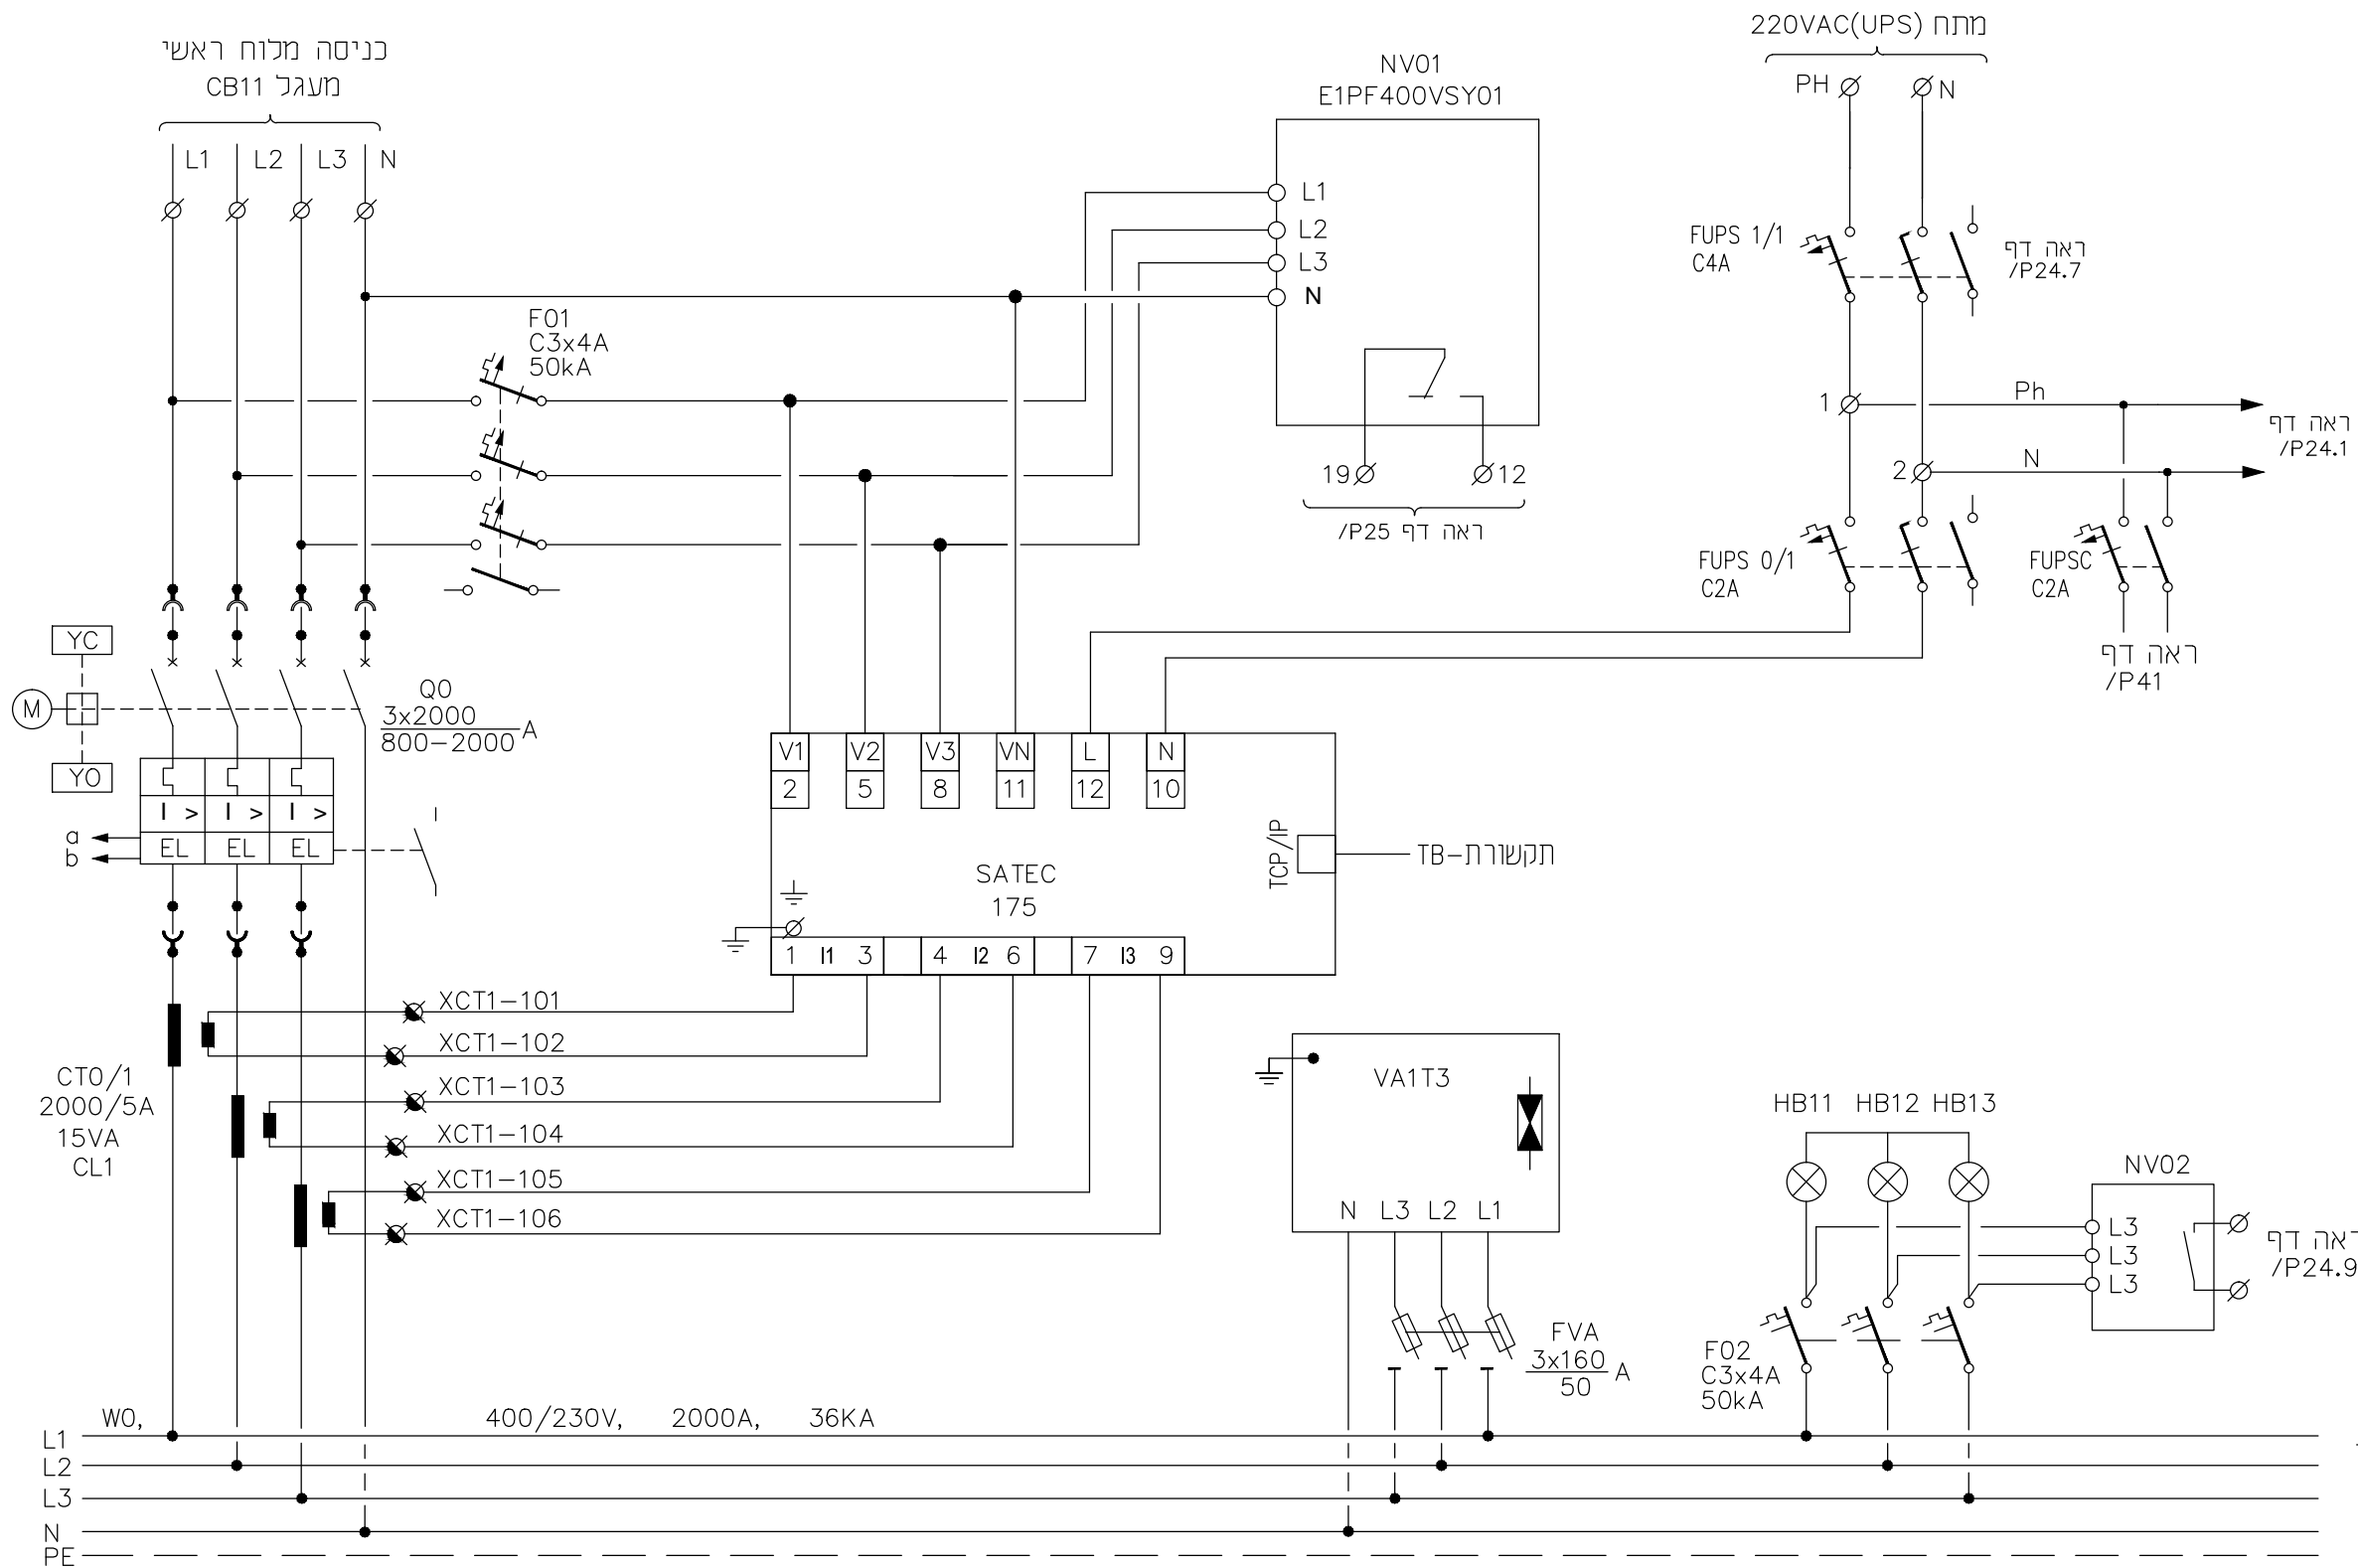 כניסה מלוח ראשי
מעגל CB11
L1
L2
L3
N
NV01
E1PF400VSY01
L1
L2
L3
N
19
12
ראה דף P25/
מתח 220VAC(UPS)
PH
N
FUPS 1/1
C4A
ראה דף
/P24.7
1
Ph
2
N
ראה דף
/P24.1
FUPS 0/1
C2A
FUPSC
C2A
ראה דף
/P41
F01
C3x4A
50kA
YC
M
YO
Q0
3x2000
800-2000 A
I >
I >
I >
EL
EL
EL
a
b
V1
V2
V3
VN
L
N
2
5
8
11
12
10
SATEC
175
TCP/IP
תקשורת-TB
1 I1 3
4 I2 6
7 I3 9
XCT1-101
XCT1-102
XCT1-103
XCT1-104
XCT1-105
XCT1-106
CT0/1
2000/5A
15VA
CL1
VA1T3
N L3 L2 L1
FVA
3x160
50 A
HB11 HB12 HB13
NV02
L3
L3
L3
ראה דף
/P24.9
F02
C3x4A
50kA
W0, 400/230V, 2000A, 36KA
L1
L2
L3
N
PE